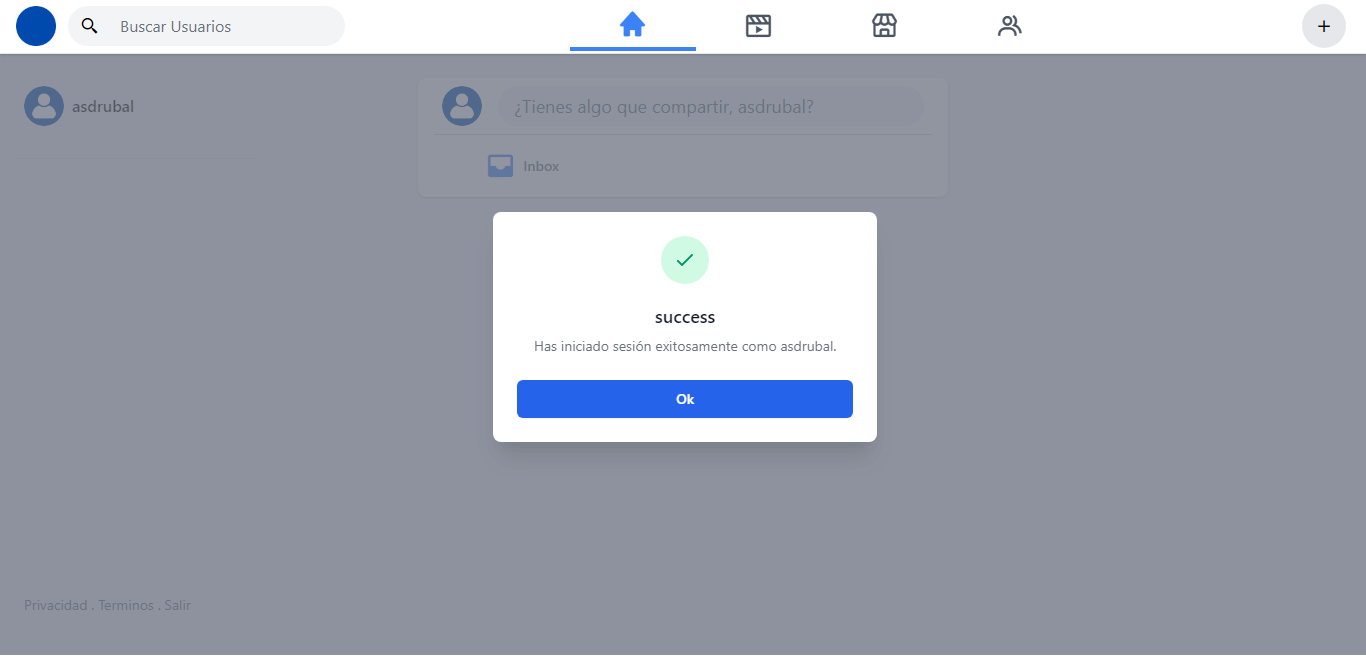 Buscar Usuarios
asdrubal
¿Tienes algo que compartir, asdrubal?
Inbox
success
Has iniciado sesión exitosamente como asdrubal.
Ok
Privacidad . Terminos . Salir